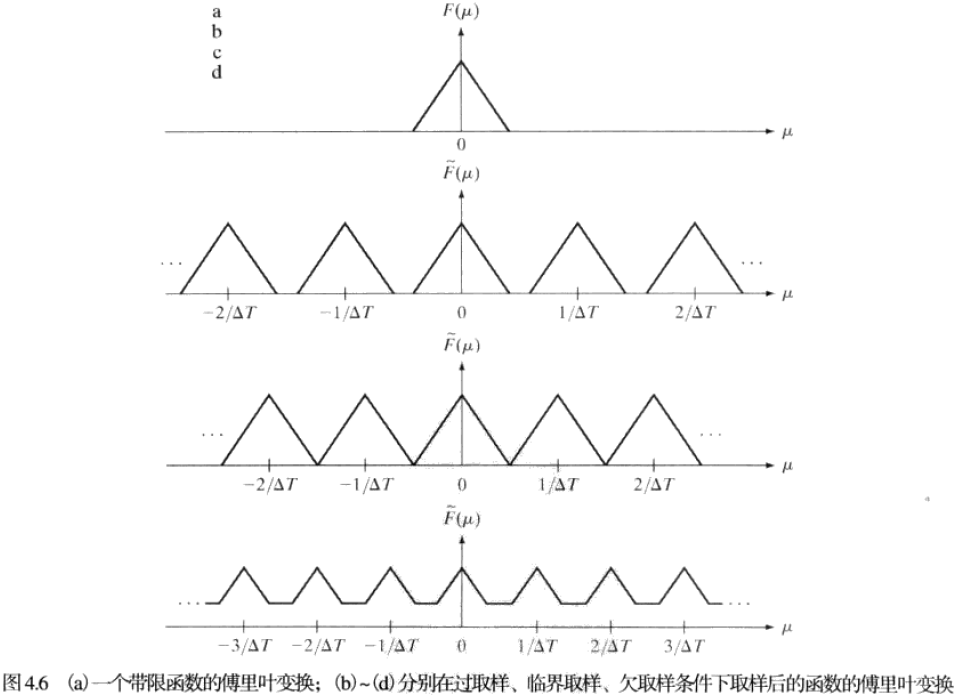 a
b
c
d
F(μ)
0
μ
F̃(μ)
···
···
−2/ΔT −1/ΔT 0 1/ΔT 2/ΔT μ
F̃(μ)
···
···
−2/ΔT −1/ΔT 0 1/ΔT 2/ΔT μ
F̃(μ)
···
···
−3/ΔT −2/ΔT −1/ΔT 0 1/ΔT 2/ΔT 3/ΔT μ
图4.6 (a)一个带限函数的傅里叶变换；(b)~(d)分别在过取样、临界取样、欠取样条件下取样后的函数的傅里叶变换